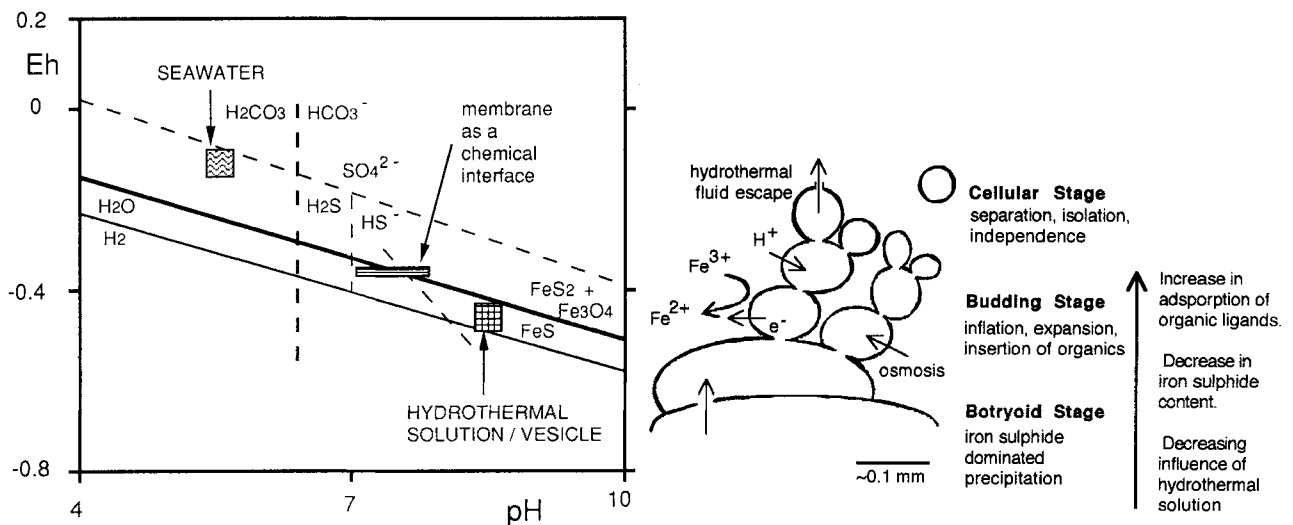 0.2
Eh
0
-0.4
-0.8
4
7
pH
10
SEAWATER
H2CO3
HCO3-
membrane
as a
chemical
interface
SO4 2-
H2S
HS-
H2O
H2
FeS2 +
Fe3O4
FeS
HYDROTHERMAL
SOLUTION / VESICLE
hydrothermal
fluid escape
H+
Fe3+
Fe2+
e-
osmosis
~0.1 mm
Cellular Stage
separation, isolation,
independence
Budding Stage
inflation, expansion,
insertion of organics
Botryoid Stage
iron sulphide
dominated
precipitation
Increase in
adsporption of
organic ligands.
Decrease in
iron sulphide
content.
Decreasing
influence of
hydrothermal
solution